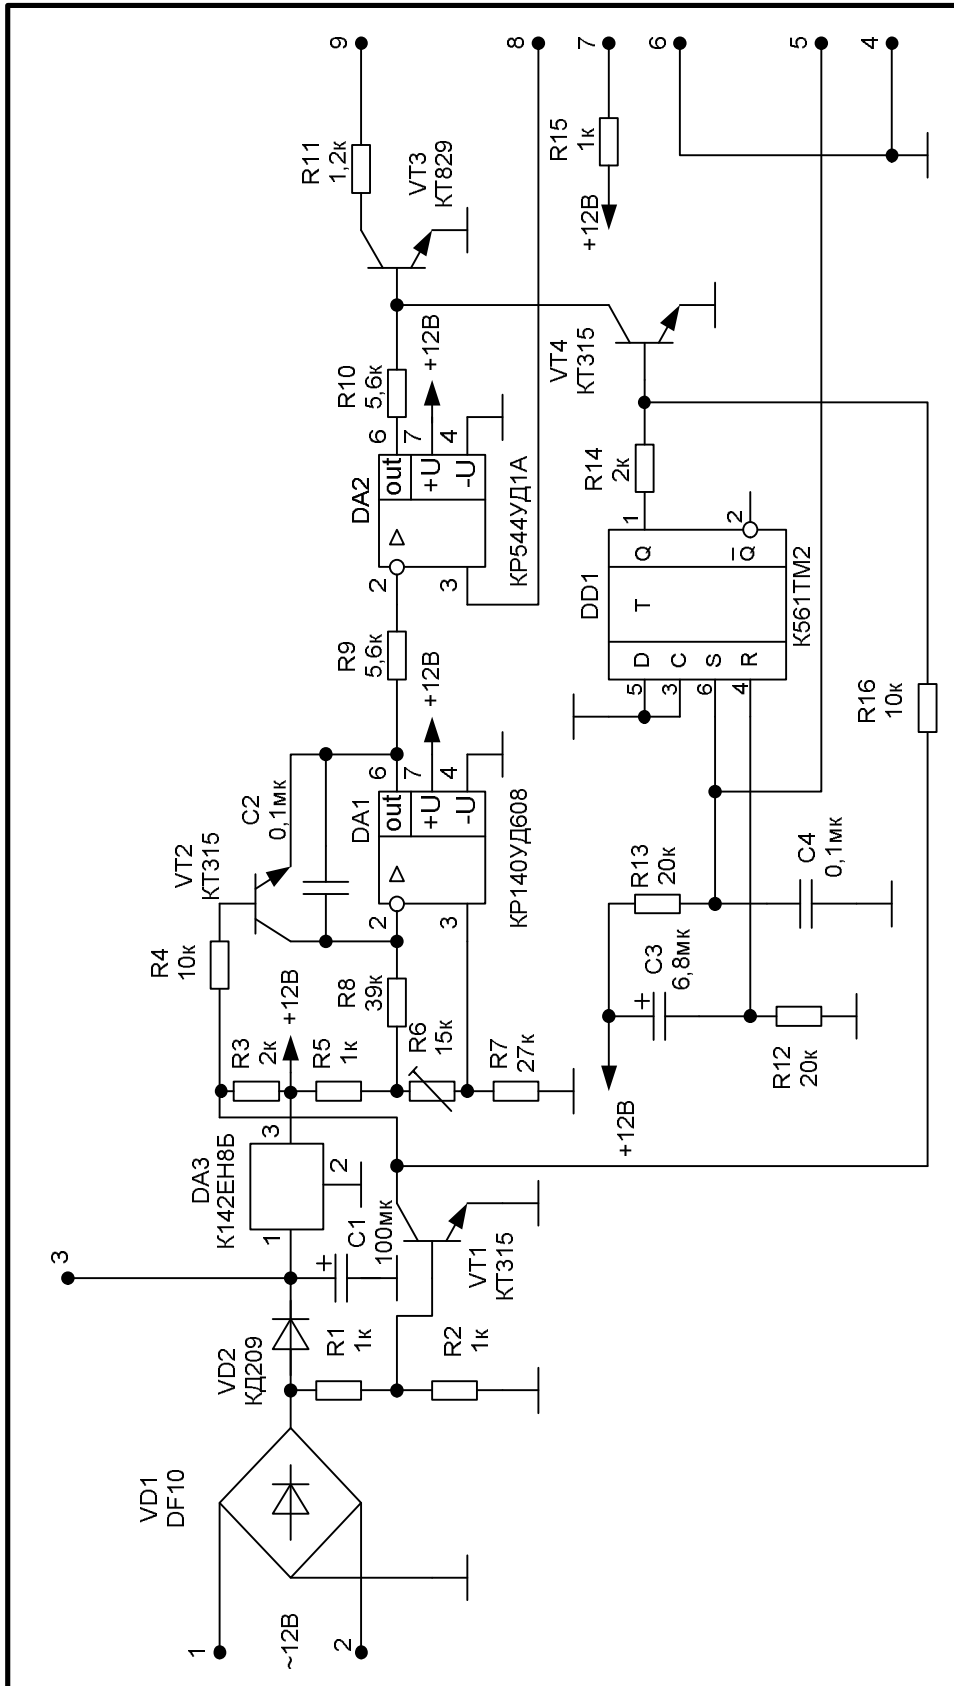 1
~12В
2
VD1
DF10
VD2
КД209
3
R1
1к
R2
1к
C1
100мк
+
VT1
КТ315
DA3
К142ЕН8Б
1
3
2
R3
2к
+12В
R4
10к
R5
1к
R6
15к
R7
27к
R8
39к
VT2
КТ315
C2
0,1мк
DA1
2
3
out
+U
-U
6
7
4
+12В
КР140УД608
R9
5,6к
DA2
2
3
out
+U
-U
6
7
4
+12В
КР544УД1А
R10
5,6к
VT3
КТ829
R11
1,2к
9
8
+12В
R15
1к
7
6
5
4
VT4
КТ315
R14
2к
DD1
5
3
6
4
D
C
S
R
T
Q
Q
1
2
К561ТМ2
R16
10к
R13
20к
C4
0,1мк
C3
6,8мк
+
R12
20к
+12В